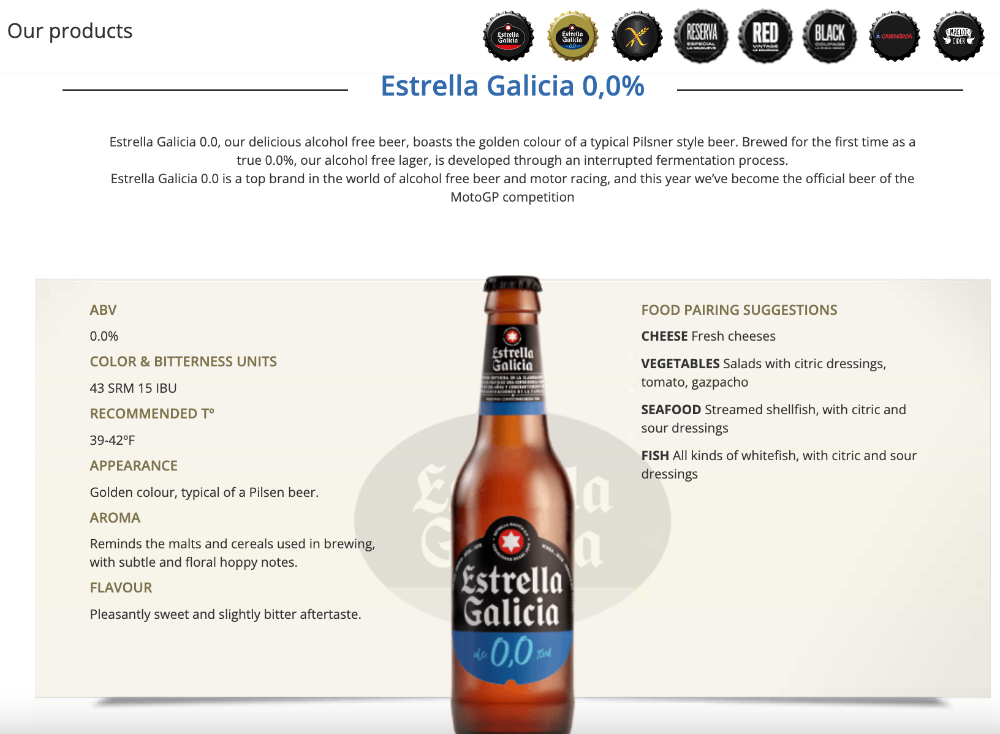 Our products
Estrella
Galicia
Estrella
Galicia
0,0
RESERVA
ESPECIAL
RED
VINTAGE
BLACK
COUPAGE
CABREIROÁ
MAELOC
CIDER
Estrella Galicia 0,0%
Estrella Galicia 0.0, our delicious alcohol free beer, boasts the golden colour of a typical Pilsner style beer. Brewed for the first time as a
true 0.0%, our alcohol free lager, is developed through an interrupted fermentation process.
Estrella Galicia 0.0 is a top brand in the world of alcohol free beer and motor racing, and this year we’ve become the official beer of the
MotoGP competition
ABV
0.0%
COLOR & BITTERNESS UNITS
43 SRM 15 IBU
RECOMMENDED Tº
39-42ºF
APPEARANCE
Golden colour, typical of a Pilsen beer.
AROMA
Reminds the malts and cereals used in brewing,
with subtle and floral hoppy notes.
FLAVOUR
Pleasantly sweet and slightly bitter aftertaste.
Estrella
Galicia
Estrella
Galicia
alc. 0,0 %vol
FOOD PAIRING SUGGESTIONS
CHEESE Fresh cheeses
VEGETABLES Salads with citric dressings,
tomato, gazpacho
SEAFOOD Streamed shellfish, with citric and
sour dressings
FISH All kinds of whitefish, with citric and sour
dressings